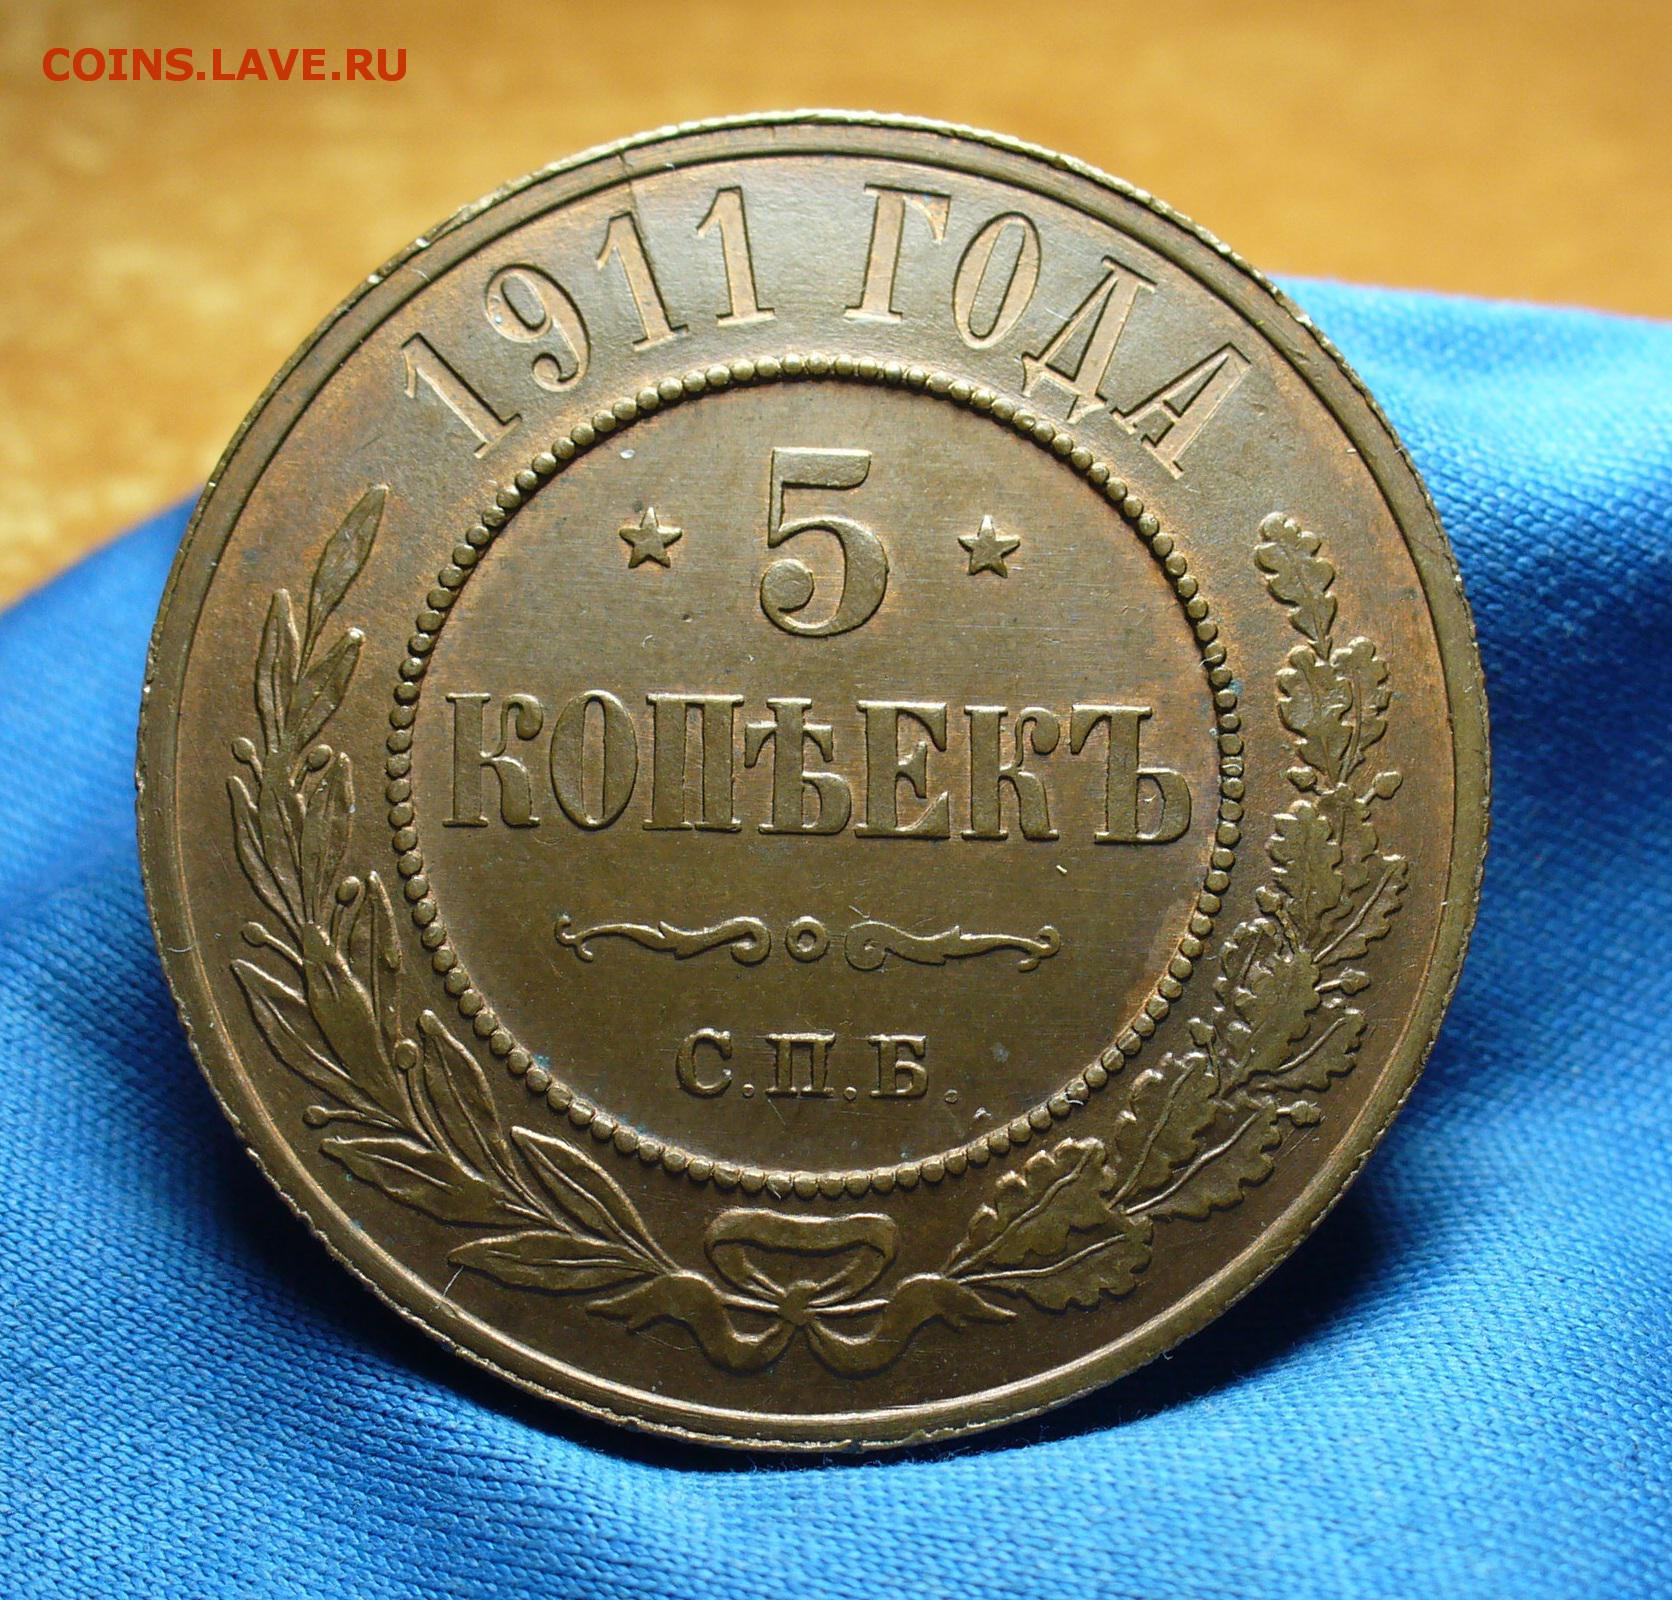 COINS.LAVE.RU
1911 ГОДА
5
КОПѢЕКЪ
С.П.Б.